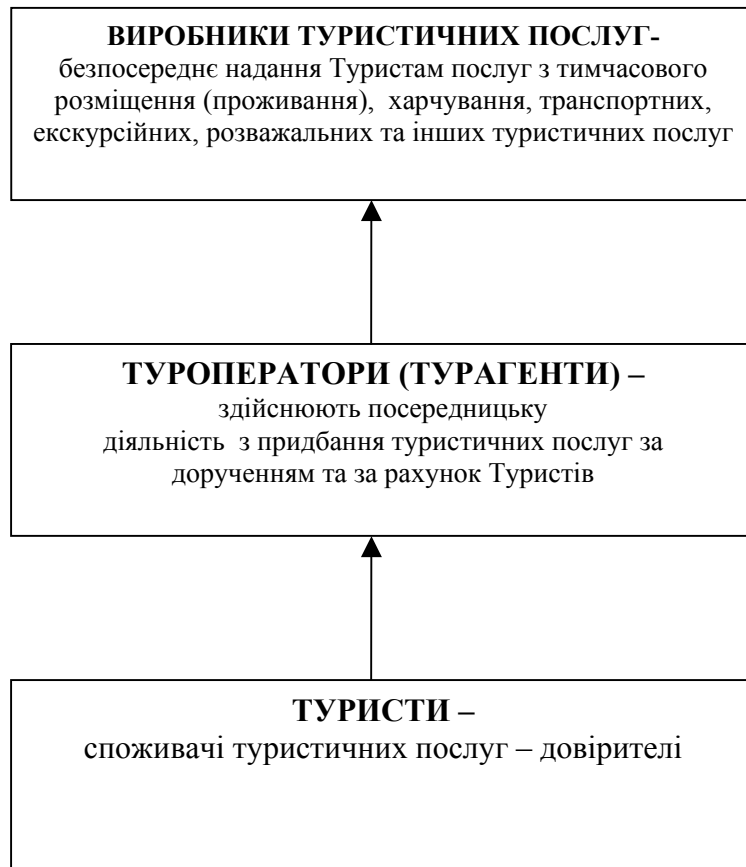 ВИРОБНИКИ ТУРИСТИЧНИХ ПОСЛУГ-
безпосереднє надання Туристам послуг з тимчасового
розміщення (проживання), харчування, транспортних,
екскурсійних, розважальних та інших туристичних послуг
ТУРОПЕРАТОРИ (ТУРАГЕНТИ) –
здійснюють посередницьку
діяльність з придбання туристичних послуг за
дорученням та за рахунок Туристів
ТУРИСТИ –
споживачі туристичних послуг – довірителі